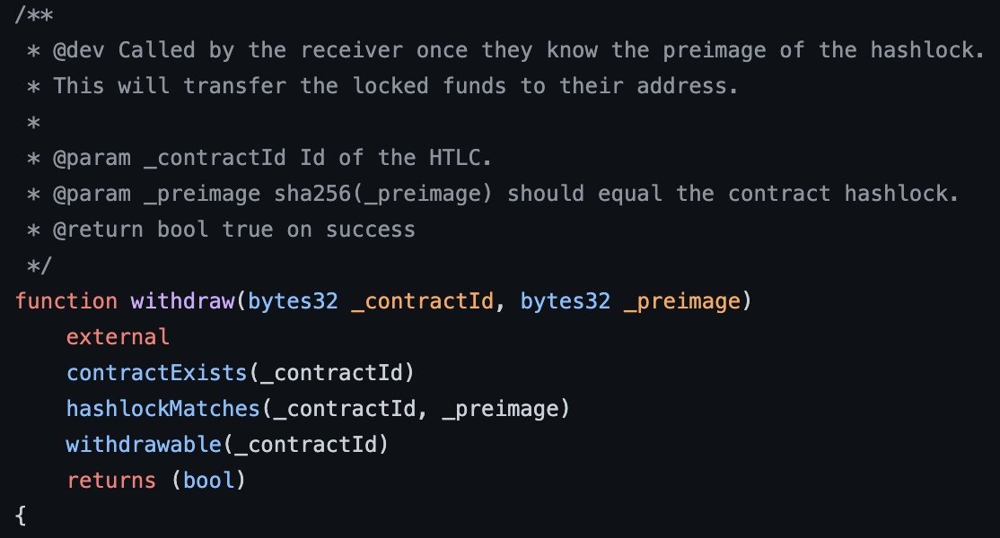 /**
 * @dev Called by the receiver once they know the preimage of the hashlock.
 * This will transfer the locked funds to their address.
 *
 * @param _contractId Id of the HTLC.
 * @param _preimage sha256(_preimage) should equal the contract hashlock.
 * @return bool true on success
 */
function withdraw(bytes32 _contractId, bytes32 _preimage)
    external
    contractExists(_contractId)
    hashlockMatches(_contractId, _preimage)
    withdrawable(_contractId)
    returns (bool)
{